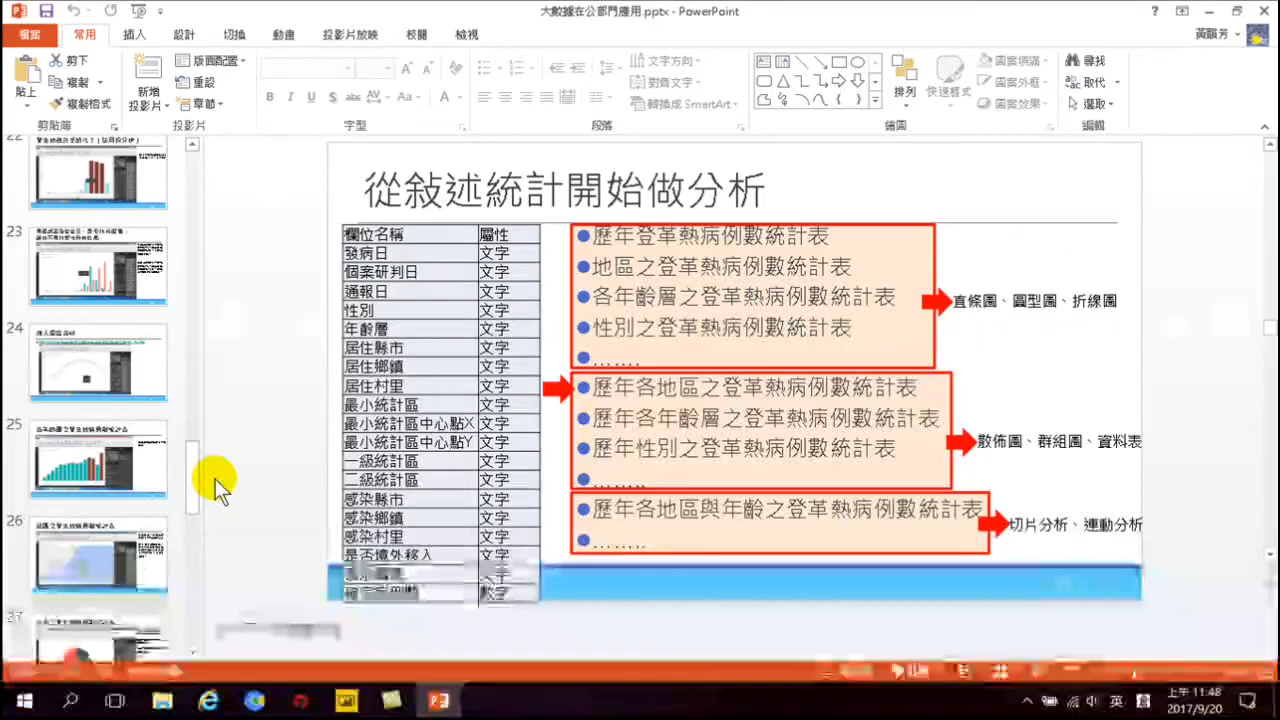 大數據在公部門應用.pptx - PowerPoint
檔案 常用 插入 設計 切換 動畫 投影片放映 校閱 檢視
黃韻芳
貼上 剪下 複製 複製格式 剪貼簿
新增投影片 版面配置 重設 章節 投影片
字型
文字方向 對齊文字 轉換成 SmartArt 段落
排列 快速樣式 圖案填滿 圖案外框 圖案效果 繪圖
尋找 取代 選取 編輯
22
23
24
25
26
27
從敍述統計開始做分析
欄位名稱 屬性
發病日 文字
個案研判日 文字
通報日 文字
性別 文字
年齡層 文字
居住縣市 文字
居住鄉鎮 文字
居住村里 文字
最小統計區 文字
最小統計區中心點X 文字
最小統計區中心點Y 文字
一級統計區 文字
二級統計區 文字
感染縣市 文字
感染鄉鎮 文字
感染村里 文字
是否境外移入 文字
歷年登革熱病例數統計表
地區之登革熱病例數統計表
各年齡層之登革熱病例數統計表
性別之登革熱病例數統計表
.......
直條圖、圓型圖、折線圖
歷年各地區之登革熱病例數統計表
歷年各年齡層之登革熱病例數統計表
歷年性別之登革熱病例數統計表
........
散佈圖、群組圖、資料表
歷年各地區與年齡之登革熱病例數統計表
........
切片分析、連動分析
英
上午 11:48
2017/9/20